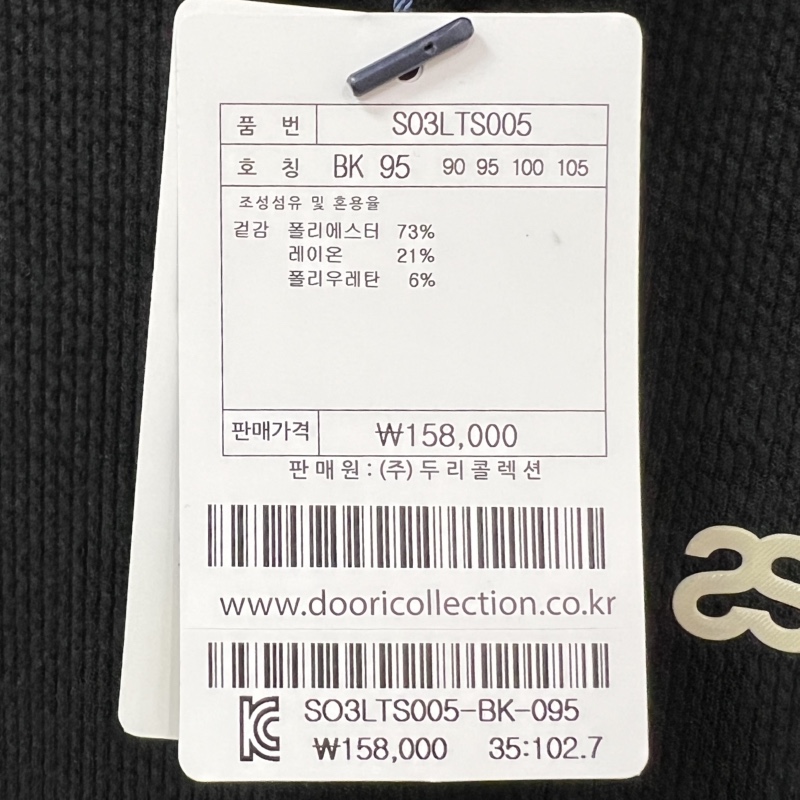 품 번 SO3LTS005
호 칭 BK 95 90 95 100 105
조성섬유 및 혼용율
겉감 폴리에스터 73%
레이온 21%
폴리우레탄 6%
판매가격 ₩158,000
판매원:(주)두리콜렉션
www.dooricollection.co.kr
SO3LTS005-BK-095
₩158,000 35:102.7